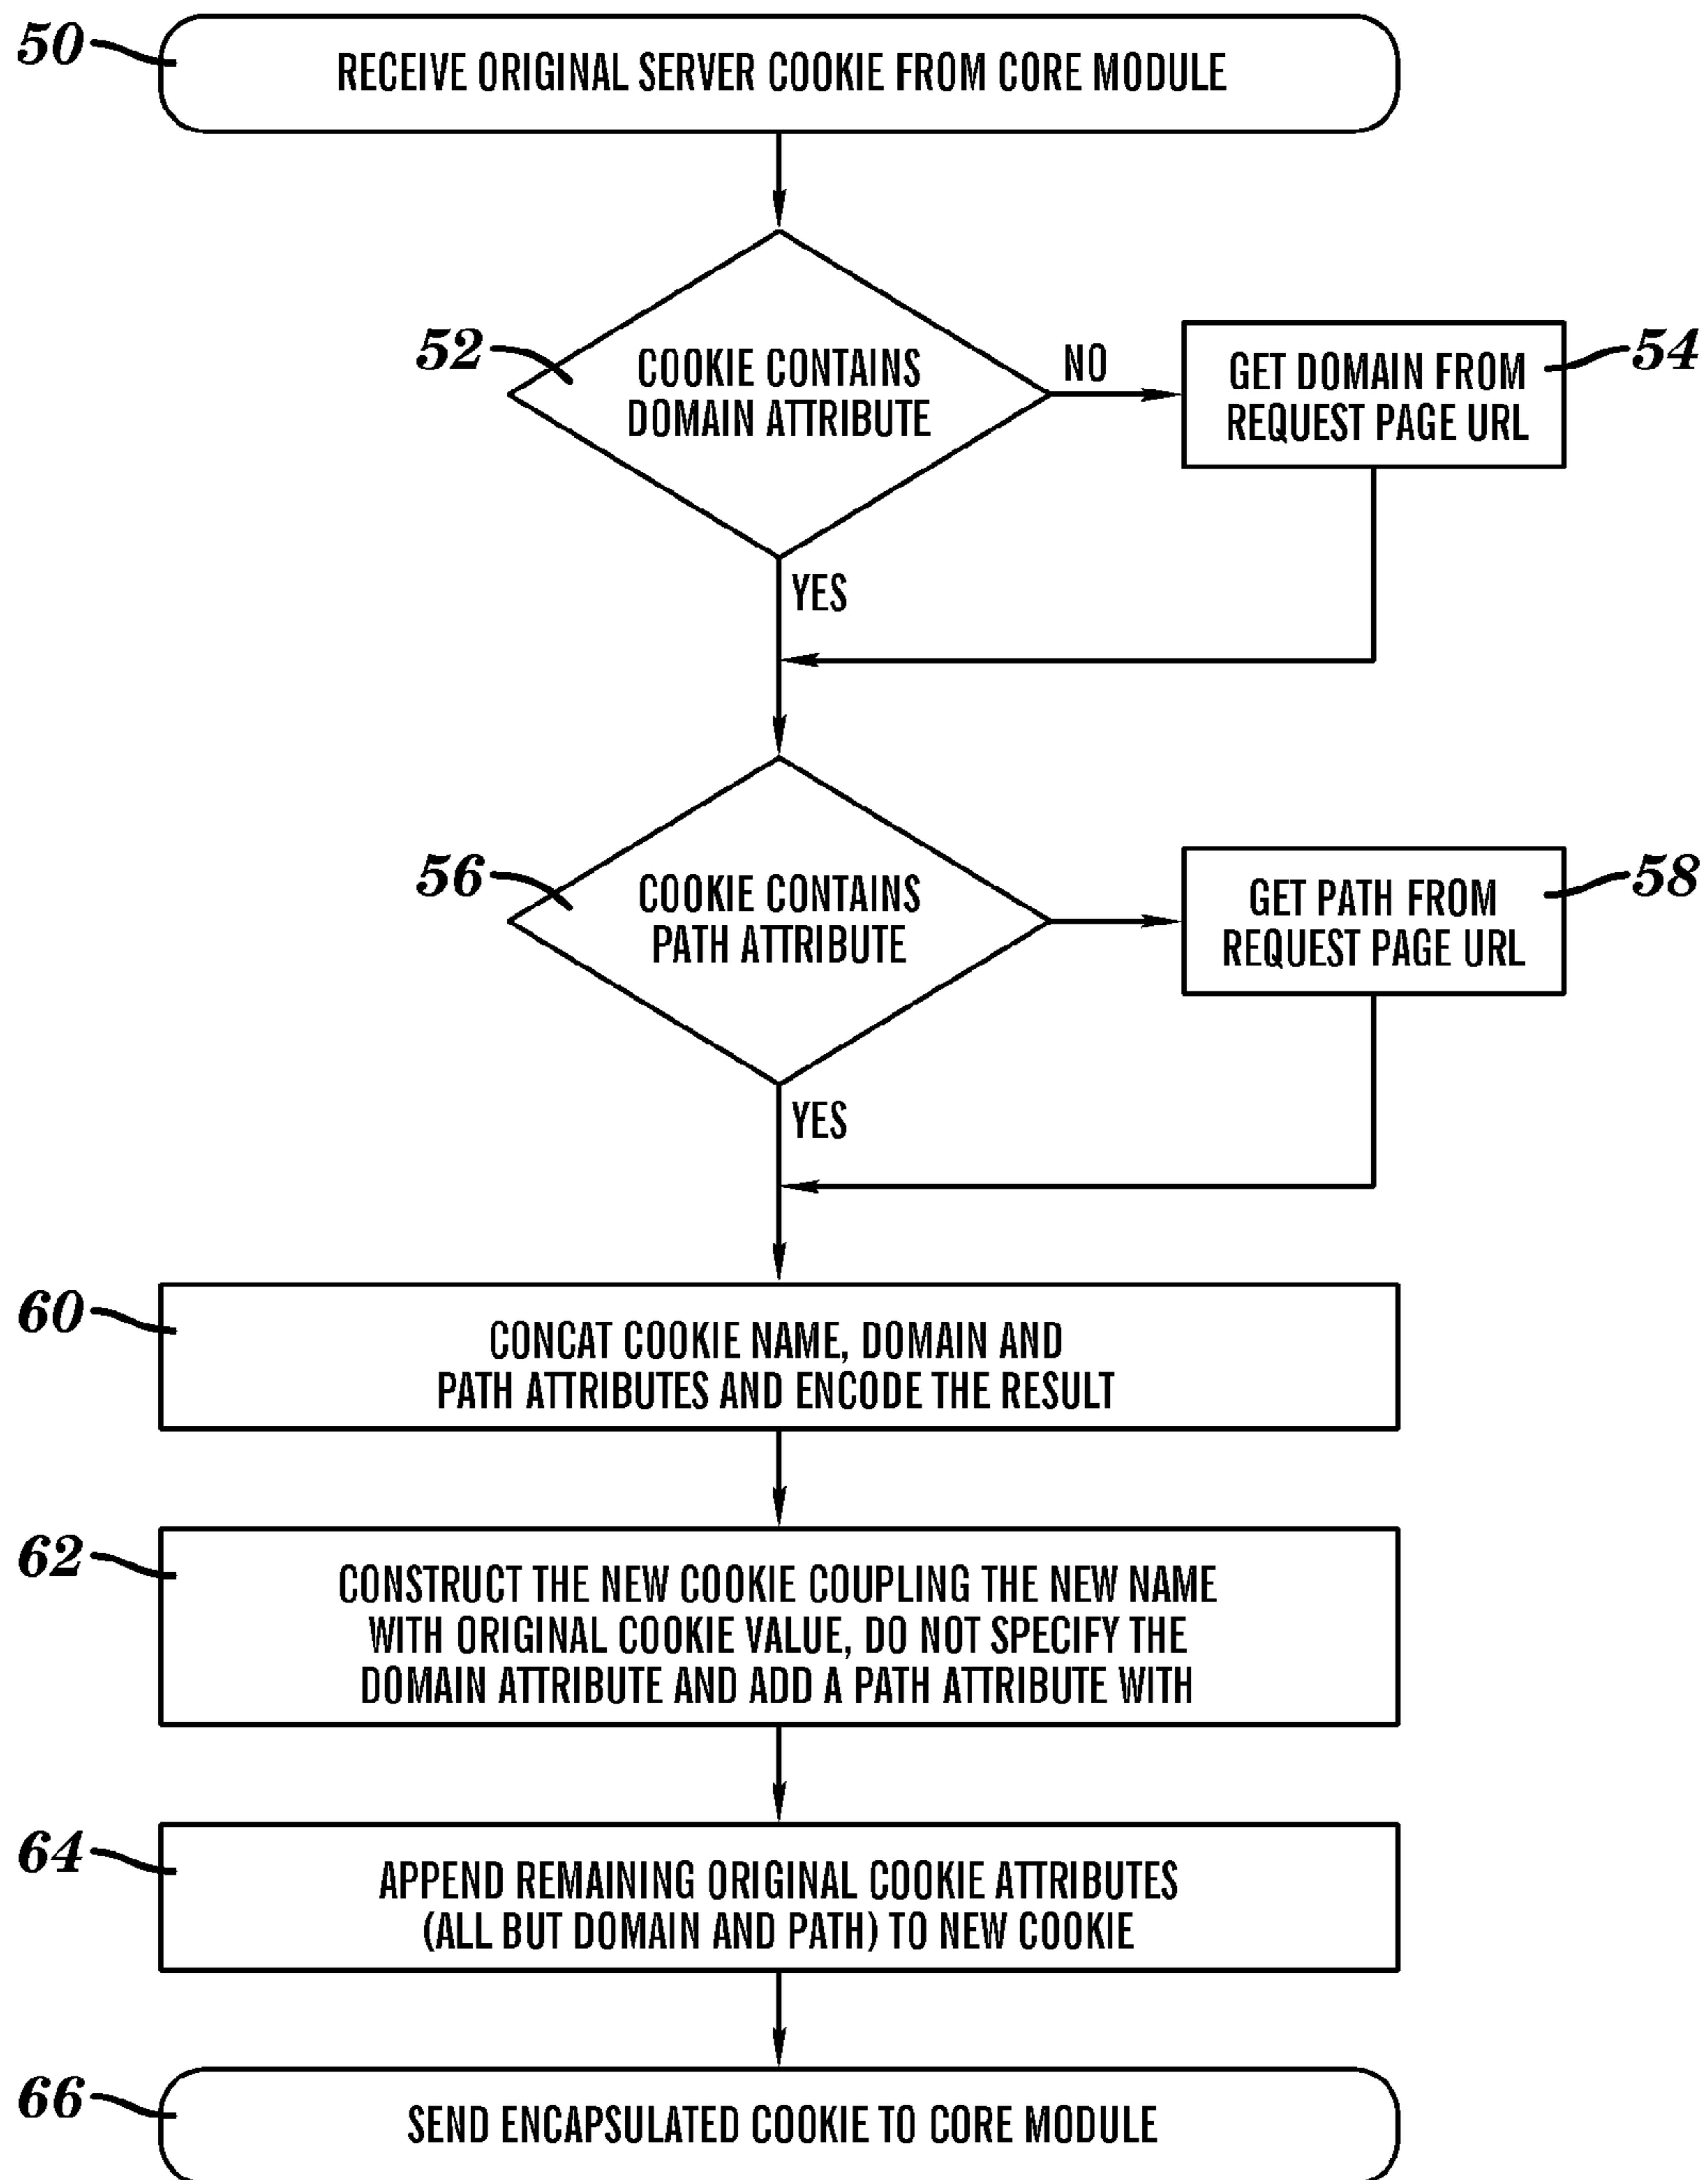 50
RECEIVE ORIGINAL SERVER COOKIE FROM CORE MODULE
52
COOKIE CONTAINS
DOMAIN ATTRIBUTE
NO
GET DOMAIN FROM
REQUEST PAGE URL
54
YES
56
COOKIE CONTAINS
PATH ATTRIBUTE
GET PATH FROM
REQUEST PAGE URL
58
YES
60
CONCAT COOKIE NAME, DOMAIN AND
PATH ATTRIBUTES AND ENCODE THE RESULT
62
CONSTRUCT THE NEW COOKIE COUPLING THE NEW NAME
WITH ORIGINAL COOKIE VALUE, DO NOT SPECIFY THE
DOMAIN ATTRIBUTE AND ADD A PATH ATTRIBUTE WITH
64
APPEND REMAINING ORIGINAL COOKIE ATTRIBUTES
(ALL BUT DOMAIN AND PATH) TO NEW COOKIE
66
SEND ENCAPSULATED COOKIE TO CORE MODULE